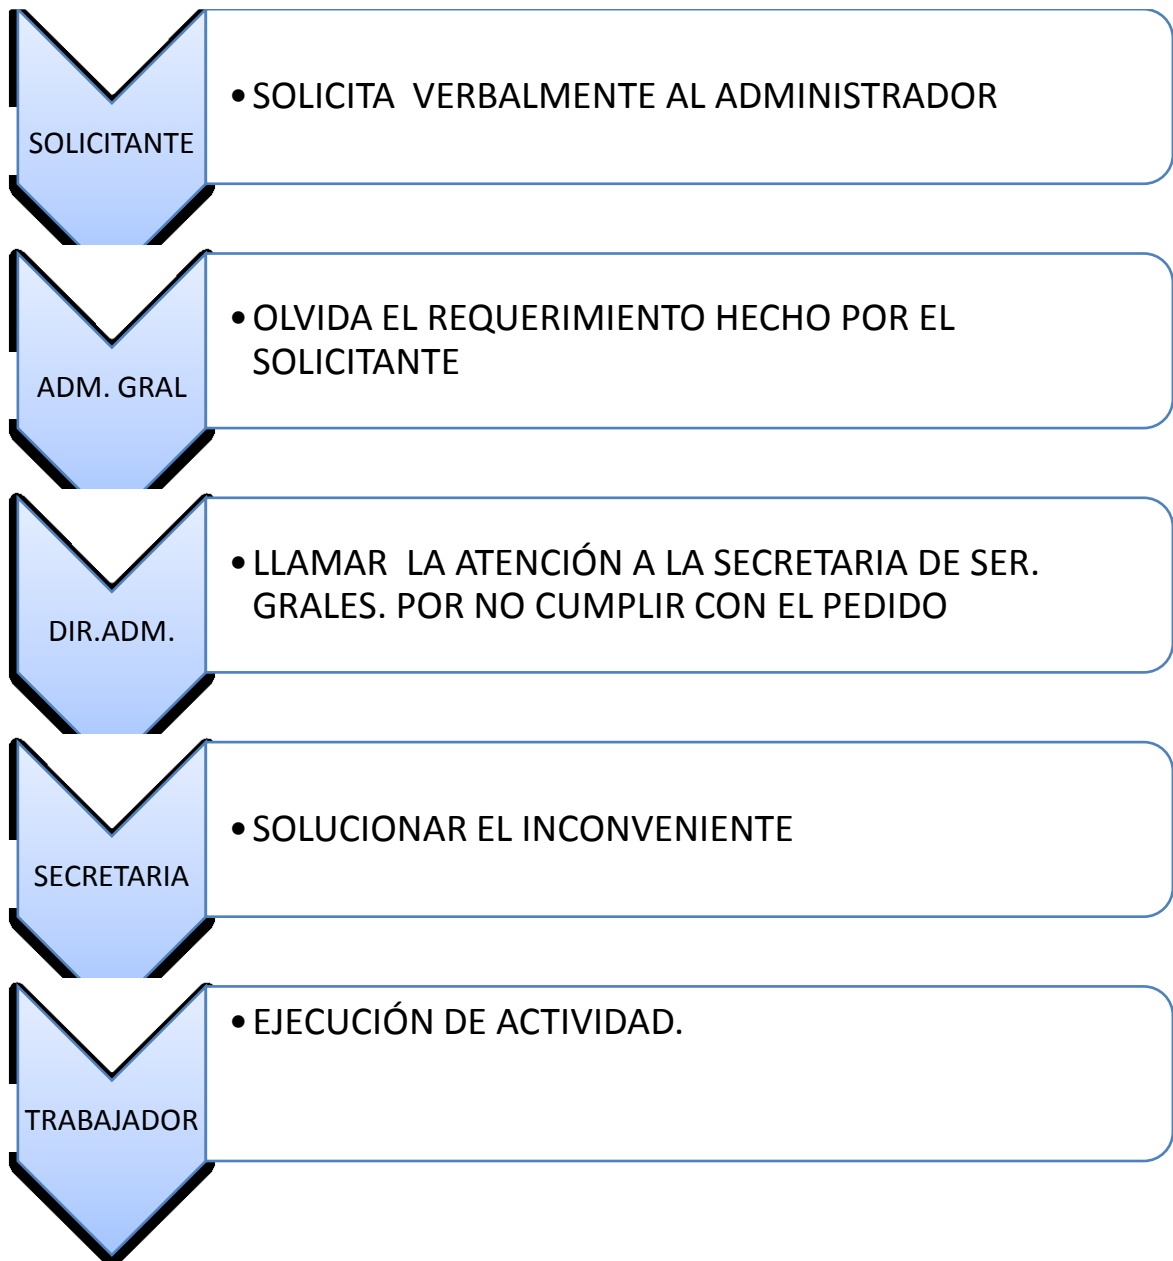 SOLICITANTE
• SOLICITA  VERBALMENTE AL ADMINISTRADOR
ADM. GRAL
• OLVIDA EL REQUERIMIENTO HECHO POR EL
SOLICITANTE
DIR.ADM.
• LLAMAR  LA ATENCIÓN A LA SECRETARIA DE SER.
GRALES. POR NO CUMPLIR CON EL PEDIDO
SECRETARIA
• SOLUCIONAR EL INCONVENIENTE
TRABAJADOR
• EJECUCIÓN DE ACTIVIDAD.